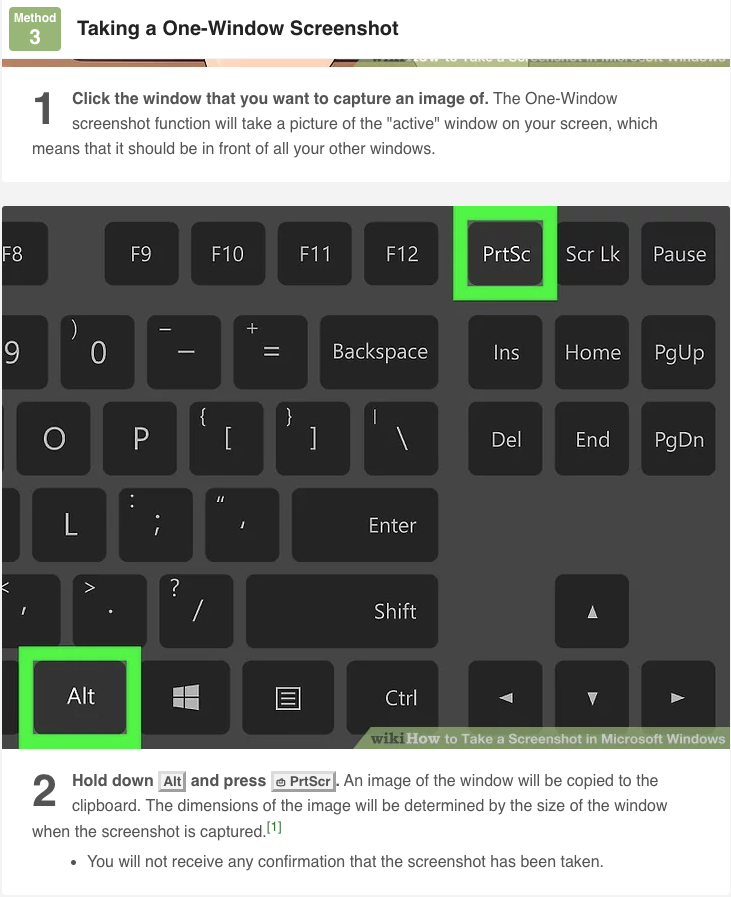 Method
3
Taking a One-Window Screenshot
wikiHow to Take a Screenshot in Microsoft Windows
1
Click the window that you want to capture an image of. The One-Window
screenshot function will take a picture of the "active" window on your screen, which
means that it should be in front of all your other windows.
F8 F9 F10 F11 F12 PrtSc Scr Lk Pause
9 ) 0 – — + = Backspace Ins Home PgUp
O P { [ } ] | \ Del End PgDn
L : ; “ ‘ Enter
< , > . ? / Shift ▲
Alt Ctrl ◄ ▼ ►
wikiHow to Take a Screenshot in Microsoft Windows
2
Hold down Alt and press PrtScr. An image of the window will be copied to the
clipboard. The dimensions of the image will be determined by the size of the window
when the screenshot is captured.[1]
• You will not receive any confirmation that the screenshot has been taken.